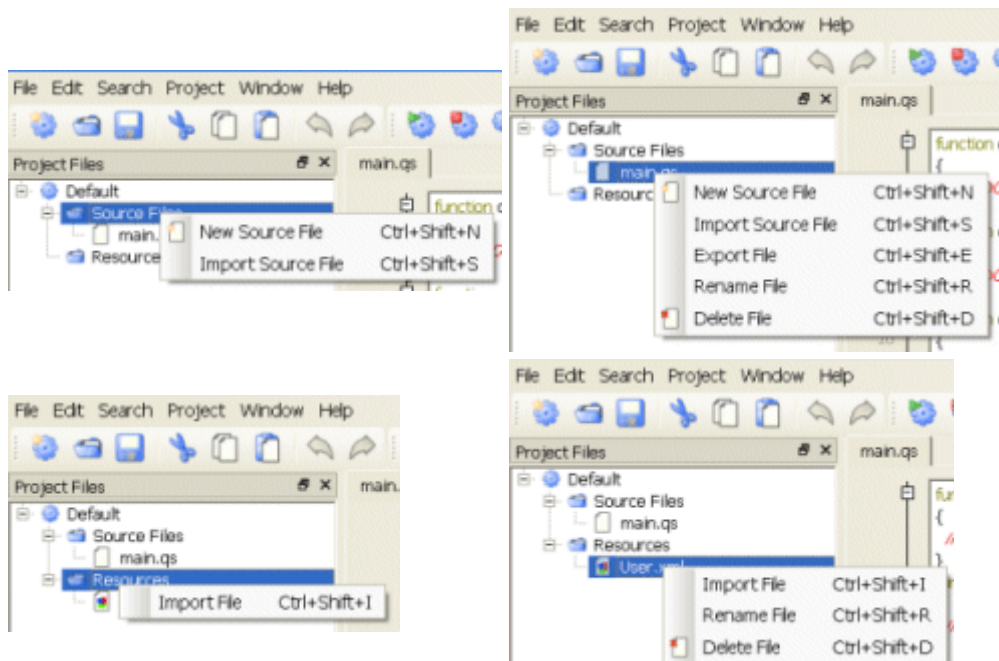 File Edit Search Project Window Help
Project Files
main.qs
Default
Source Files
main.
Resource
function
New Source File Ctrl+Shift+N
Import Source File Ctrl+Shift+S
File Edit Search Project Window Help
Project Files
main.qs
Default
Source Files
main.qs
Resourc
function
{
New Source File Ctrl+Shift+N
Import Source File Ctrl+Shift+S
Export File Ctrl+Shift+E
Rename File Ctrl+Shift+R
Delete File Ctrl+Shift+D
{
File Edit Search Project Window Help
Project Files
main.
Default
Source Files
main.qs
Resources
Import File Ctrl+Shift+I
File Edit Search Project Window Help
Project Files
main.qs
Default
Source Files
main.qs
Resources
User.xml
fur
{
}
Import File Ctrl+Shift+I
Rename File Ctrl+Shift+R
Delete File Ctrl+Shift+D